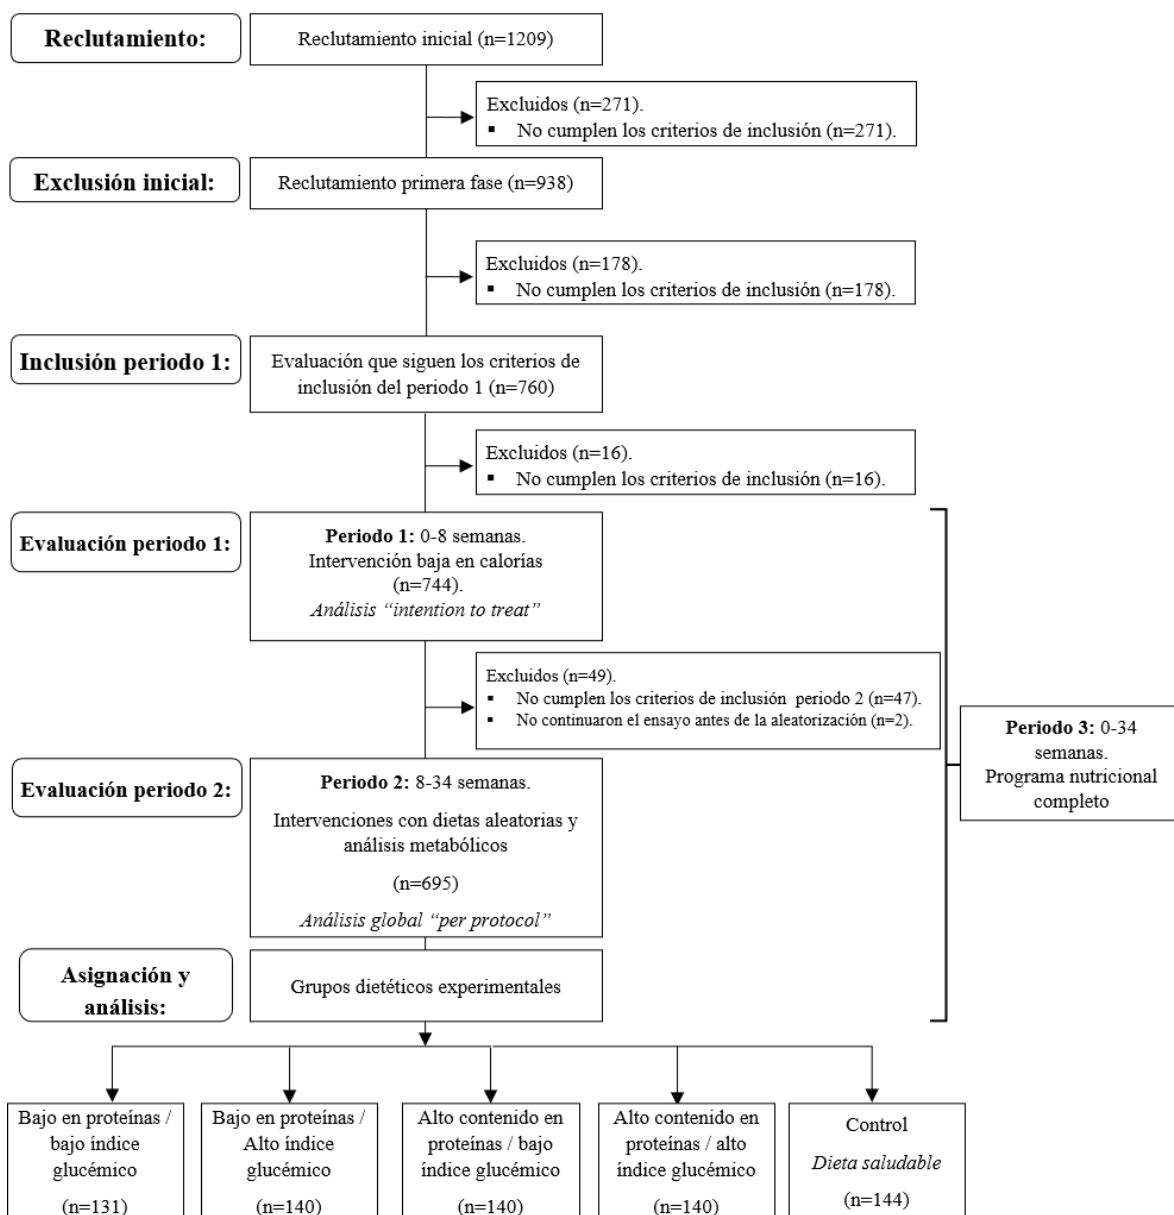 Reclutamiento:
Reclutamiento inicial (n=1209)
Excluidos (n=271).
▪ No cumplen los criterios de inclusión (n=271).
Exclusión inicial:
Reclutamiento primera fase (n=938)
Excluidos (n=178).
▪ No cumplen los criterios de inclusión (n=178).
Inclusión periodo 1:
Evaluación que siguen los criterios de
inclusión del periodo 1 (n=760)
Excluidos (n=16).
▪ No cumplen los criterios de inclusión (n=16).
Evaluación periodo 1:
Periodo 1: 0-8 semanas.
Intervención baja en calorías
(n=744).
Análisis “intention to treat”
Excluidos (n=49).
▪ No cumplen los criterios de inclusión periodo 2 (n=47).
▪ No continuaron el ensayo antes de la aleatorización (n=2).
Periodo 3: 0-34
semanas.
Programa nutricional
completo
Evaluación periodo 2:
Periodo 2: 8-34 semanas.
Intervenciones con dietas aleatorias y
análisis metabólicos
(n=695)
Análisis global “per protocol”
Asignación y
análisis:
Grupos dietéticos experimentales
Bajo en proteínas /
bajo índice
glucémico
(n=131)
Bajo en proteínas /
Alto índice
glucémico
(n=140)
Alto contenido en
proteínas / bajo
índice glucémico
(n=140)
Alto contenido en
proteínas / alto
índice glucémico
(n=140)
Control
Dieta saludable
(n=144)